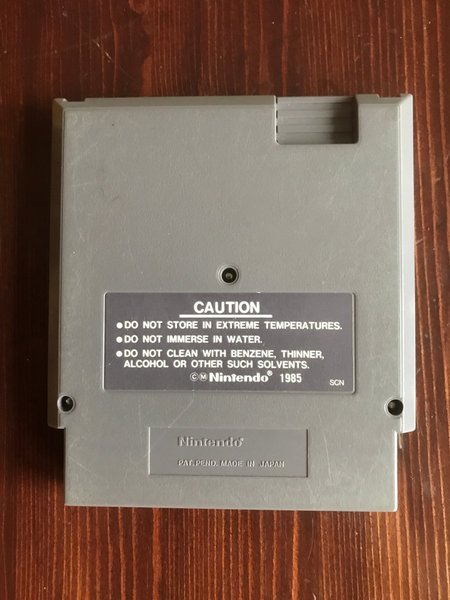 CAUTION
●DO NOT STORE IN EXTREME TEMPERATURES.
●DO NOT IMMERSE IN WATER.
●DO NOT CLEAN WITH BENZENE, THINNER,
ALCOHOL OR OTHER SUCH SOLVENTS.
ⒸⓂNintendo® 1985 SCN
Nintendo®
PAT. PEND. MADE IN JAPAN